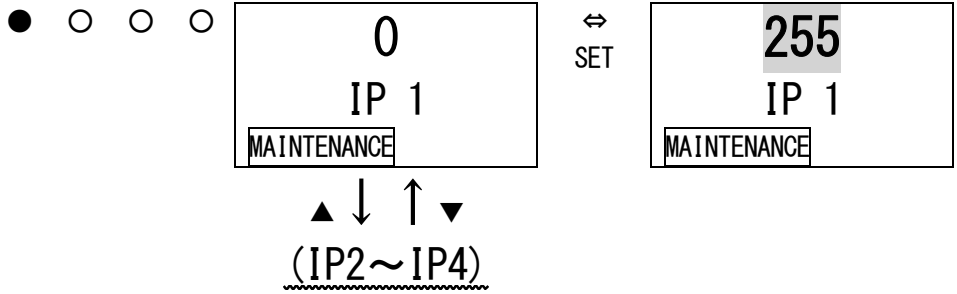 ● ○ ○ ○
0
IP 1
MAINTENANCE
⇔
SET
255
IP 1
MAINTENANCE
▲ ↓ ↑ ▼
(IP2～IP4)